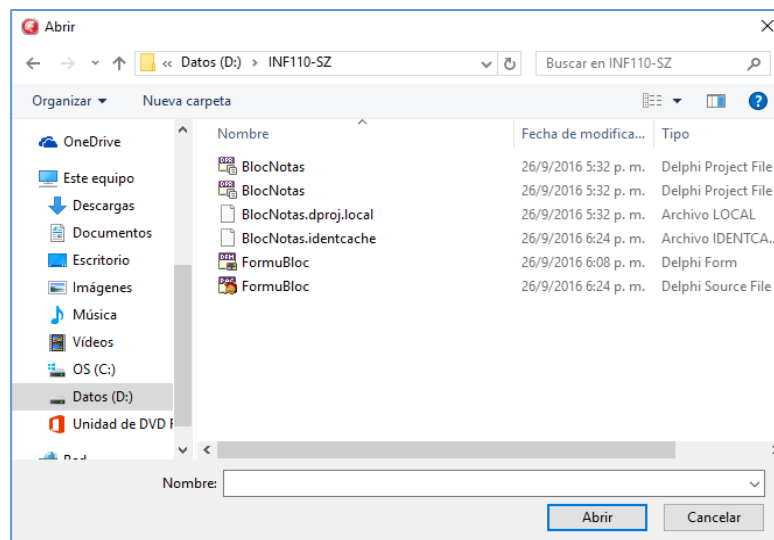 Abrir
« Datos (D:) > INF110-SZ
Buscar en INF110-SZ
Organizar Nueva carpeta
OneDrive
Este equipo
Descargas
Documentos
Escritorio
Imágenes
Música
Vídeos
OS (C:)
Datos (D:)
Unidad de DVD
Nombre Fecha de modifica... Tipo
BlocNotas 26/9/2016 5:32 p. m. Delphi Project File
BlocNotas 26/9/2016 5:32 p. m. Delphi Project File
BlocNotas.dproj.local 26/9/2016 5:32 p. m. Archivo LOCAL
BlocNotas.identcache 26/9/2016 6:24 p. m. Archivo IDENTCA...
FormuBloc 26/9/2016 6:08 p. m. Delphi Form
FormuBloc 26/9/2016 6:24 p. m. Delphi Source File
Nombre:
Abrir Cancelar